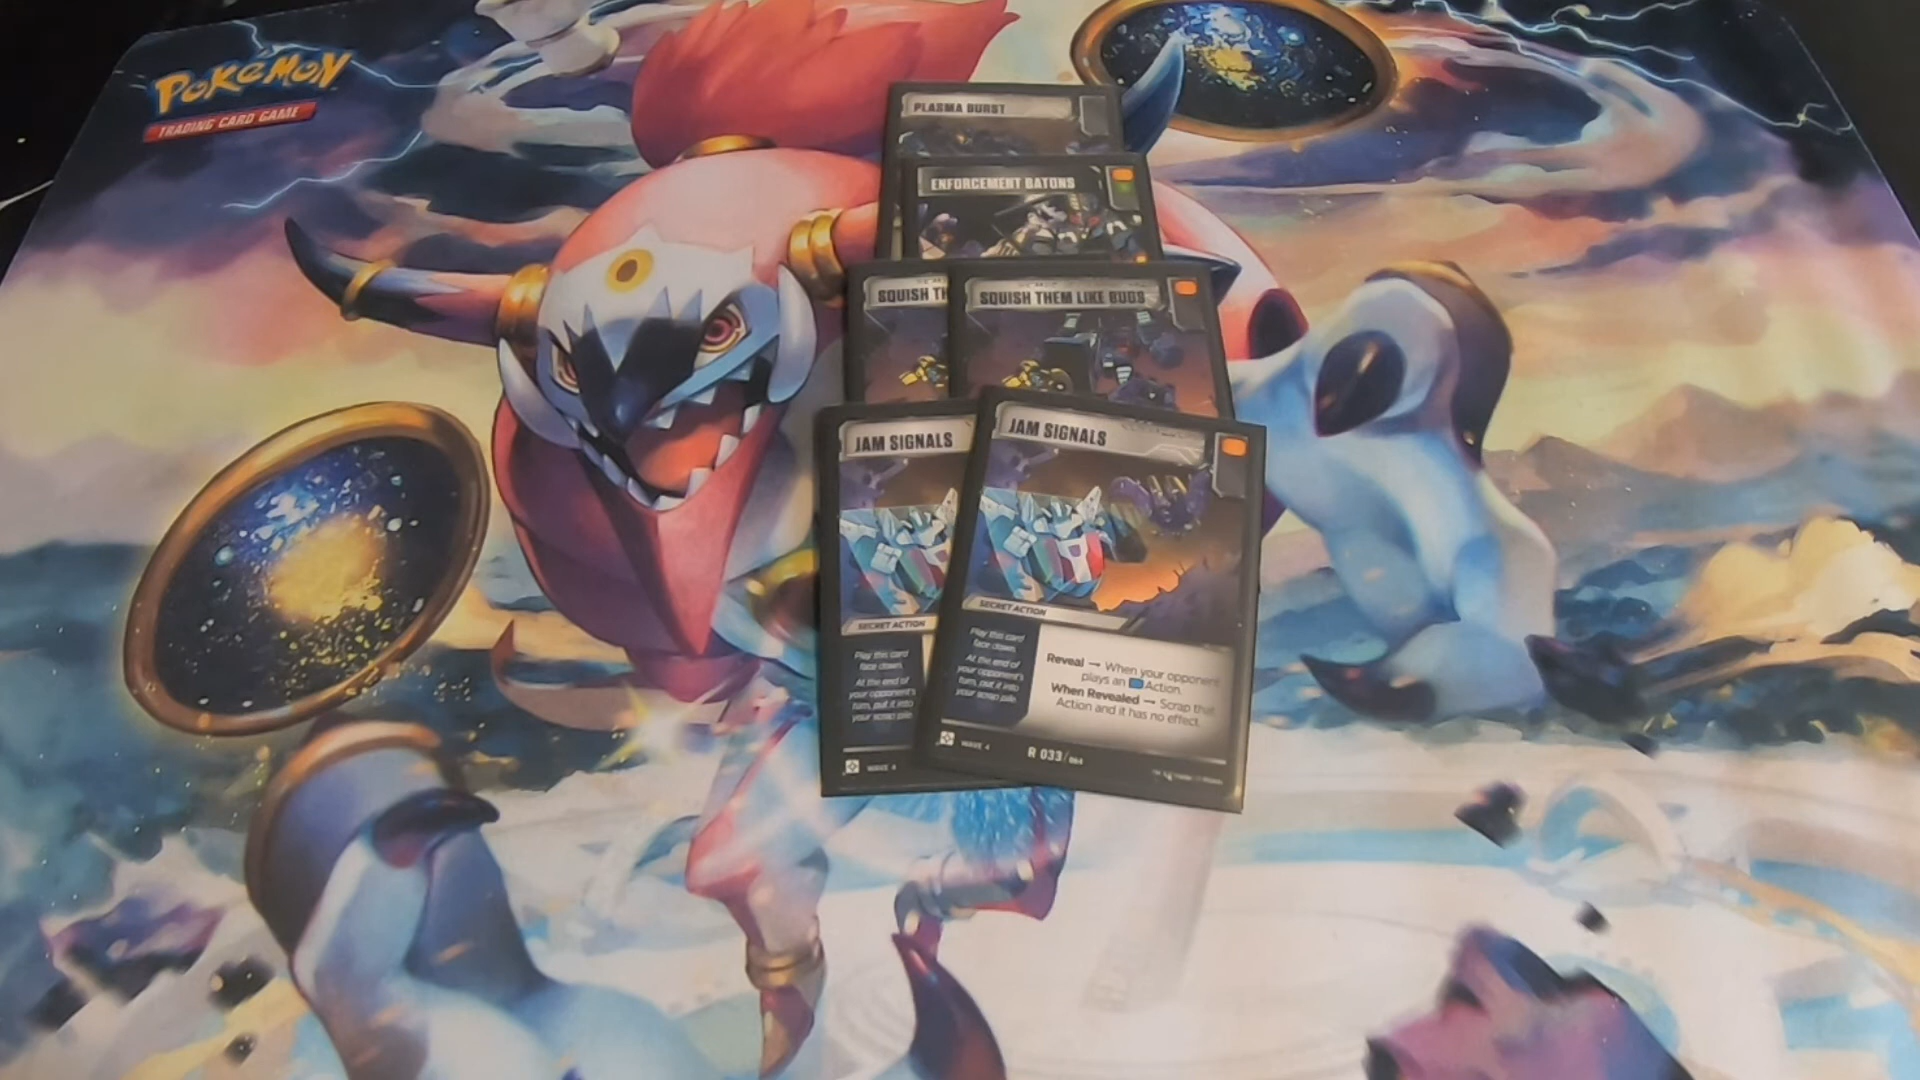 POKéMON
TRADING CARD GAME
PLASMA BURST
ENFORCEMENT BATONS
SQUISH TH
SQUISH THEM LIKE BUGS
JAM SIGNALS
SECRET ACTION
Play this card
face down.
At the end of
your opponent's
turn, put it into
your scrap pile.
WAVE 4
JAM SIGNALS
SECRET ACTION
Play this card
face down.
At the end of
your opponent's
turn, put it into
your scrap pile.
Reveal → When your opponent
plays an Action.
When Revealed → Scrap that
Action and it has no effect.
WAVE 4
R 033/064